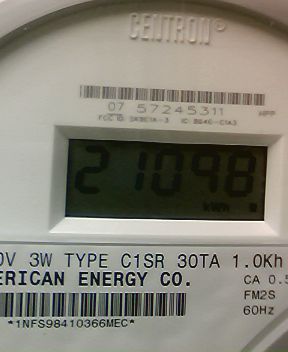 CENTRON®
07 57245311
21098
kWh
0V 3W TYPE C1SR 30TA 1.0Kh
ERICAN ENERGY CO.
CA 0.5
FM2S
60Hz
*1NFS98410366MEC*